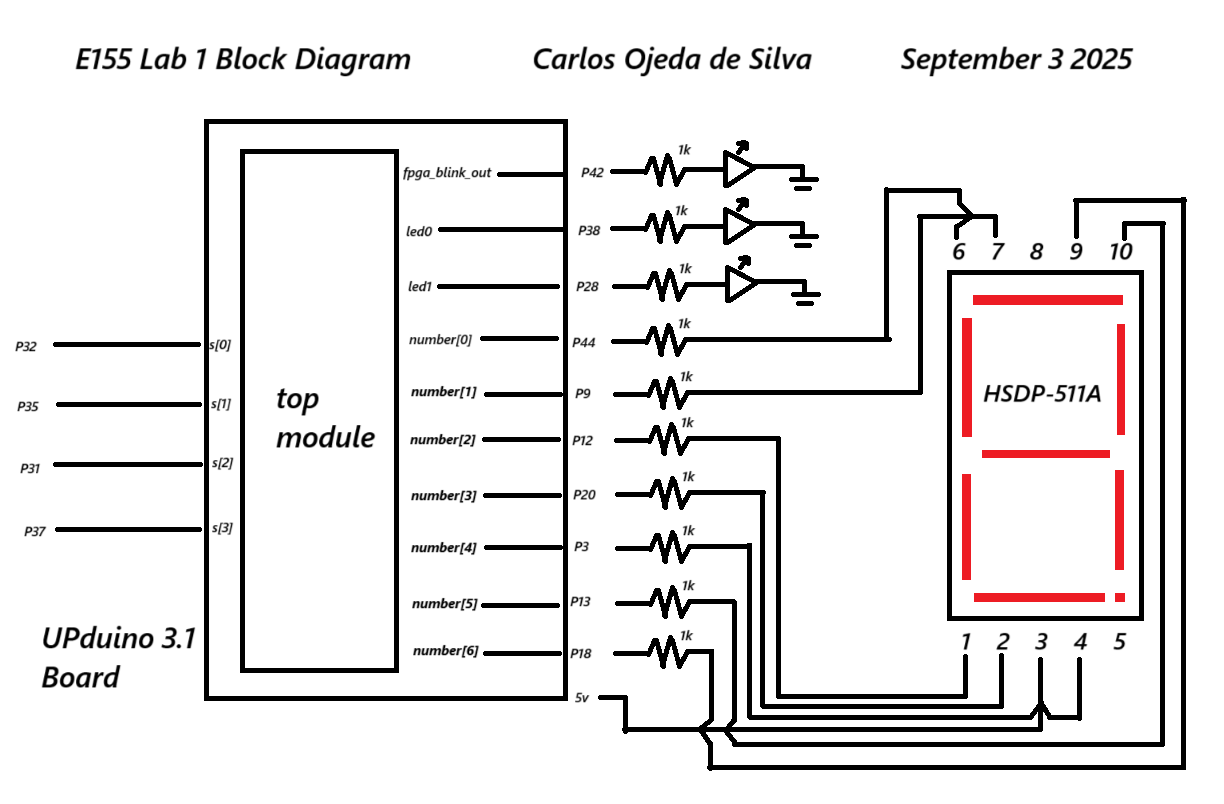 E155 Lab 1 Block Diagram
Carlos Ojeda de Silva
September 3 2025
fpga_blink_out
P42
1k
led0
P38
1k
led1
P28
1k
number[0]
P44
1k
number[1]
P9
1k
number[2]
P12
1k
number[3]
P20
1k
number[4]
P3
1k
number[5]
P13
1k
number[6]
P18
1k
5v
P32
s[0]
P35
s[1]
P31
s[2]
P37
s[3]
top
module
UPduino 3.1
Board
6 7 8 9 10
HSDP-511A
1 2 3 4 5